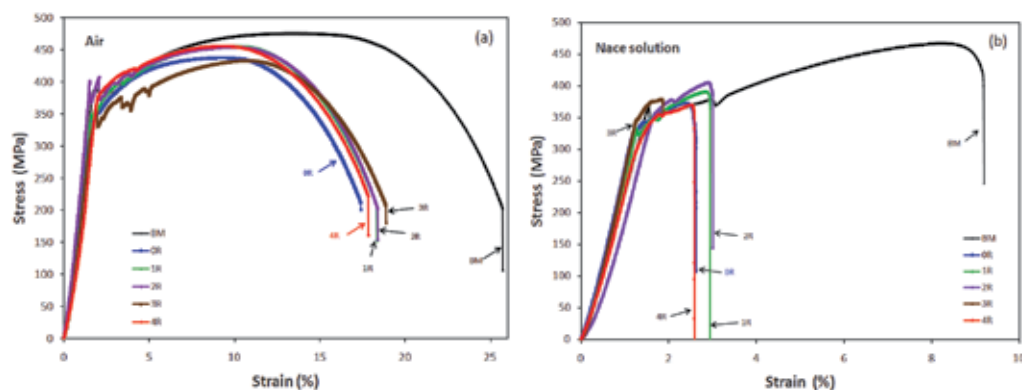 500
450
400
350
300
250
200
150
100
50
0
Stress (MPa)
Air
(a)
0R
4R
1R
2R
3R
BM
BM
0R
1R
2R
3R
4R
0
5
10
15
20
25
Strain (%)
500
450
400
350
300
250
200
150
100
50
0
Stress (MPa)
Nace solution
(b)
BM
2R
0R
4R
1R
BM
0R
1R
2R
3R
4R
0
2
4
6
8
10
Strain (%)